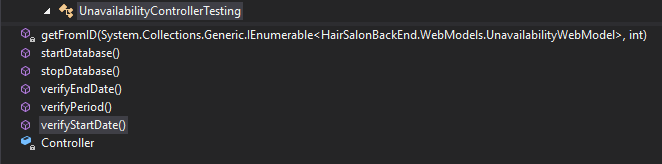 UnavailabilityControllerTesting
getFromID(System.Collections.Generic.IEnumerable<HairSalonBackEnd.WebModels.UnavailabilityWebModel>, int)
startDatabase()
stopDatabase()
verifyEndDate()
verifyPeriod()
verifyStartDate()
Controller